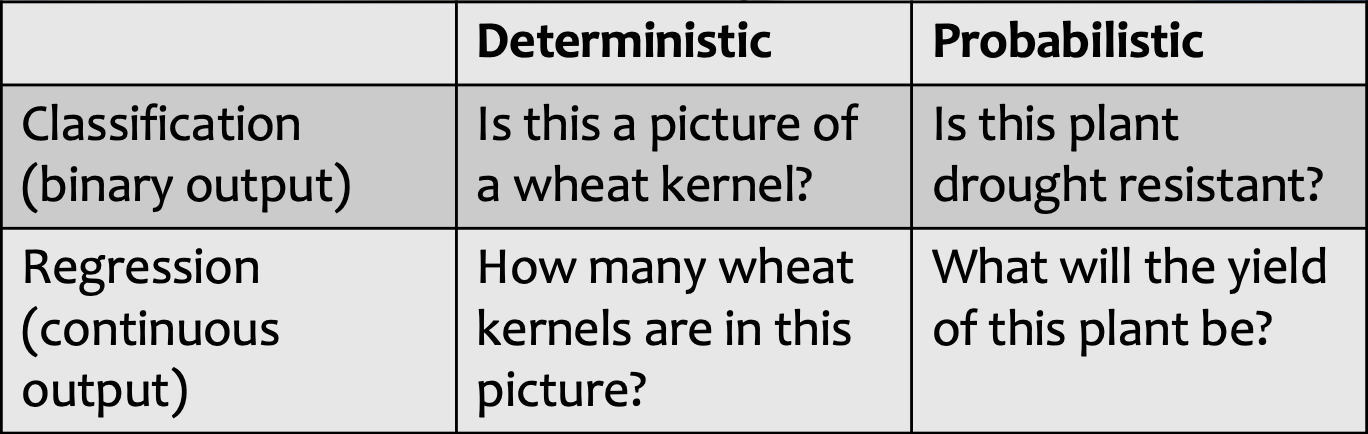 Deterministic
Probabilistic
Classification
(binary output)
Is this a picture of
a wheat kernel?
Is this plant
drought resistant?
Regression
(continuous
output)
How many wheat
kernels are in this
picture?
What will the yield
of this plant be?